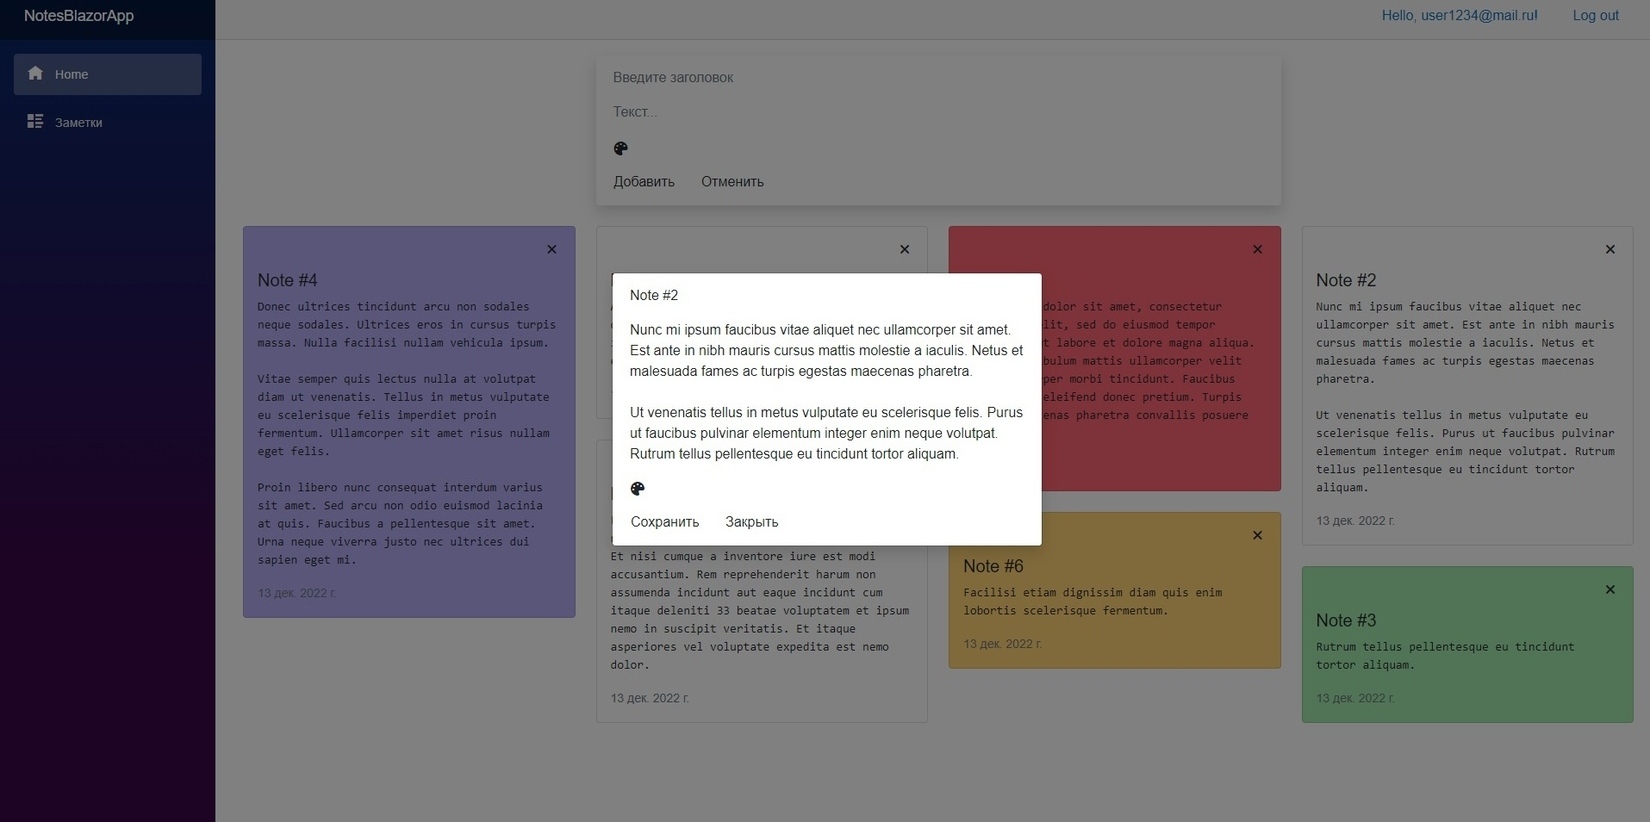 NotesBlazorApp
Hello, user1234@mail.ru!
Log out
Home
Заметки
Введите заголовок
Текст...
Добавить
Отменить
Note #4
Donec ultrices tincidunt arcu non sodales
neque sodales. Ultrices eros in cursus turpis
massa. Nulla facilisi nullam vehicula ipsum.
Vitae semper quis lectus nulla at volutpat
diam ut venenatis. Tellus in metus vulputate
eu scelerisque felis imperdiet proin
fermentum. Ullamcorper sit amet risus nullam
eget felis.
Proin libero nunc consequat interdum varius
sit amet. Sed arcu non odio euismod lacinia
at quis. Faucibus a pellentesque sit amet.
Urna neque viverra justo nec ultrices dui
sapien eget mi.
13 дек. 2022 г.
Note #2
Nunc mi ipsum faucibus vitae aliquet nec ullamcorper sit amet.
Est ante in nibh mauris cursus mattis molestie a iaculis. Netus et
malesuada fames ac turpis egestas maecenas pharetra.
Ut venenatis tellus in metus vulputate eu scelerisque felis. Purus
ut faucibus pulvinar elementum integer enim neque volutpat.
Rutrum tellus pellentesque eu tincidunt tortor aliquam.
Сохранить
Закрыть
Et nisi cumque a inventore iure est modi
accusantium. Rem reprehenderit harum non
assumenda incidunt aut eaque incidunt cum
itaque deleniti 33 beatae voluptatem et ipsum
nemo in suscipit veritatis. Et itaque
asperiores vel voluptate expedita est nemo
dolor.
13 дек. 2022 г.
dolor sit amet, consectetur
elit, sed do eiusmod tempor
labore et dolore magna aliqua.
mattis ullamcorper velit
morbi tincidunt. Faucibus
eleifend donec pretium. Turpis
pharetra convallis posuere
Note #6
Facilisi etiam dignissim diam quis enim
lobortis scelerisque fermentum.
13 дек. 2022 г.
Note #2
Nunc mi ipsum faucibus vitae aliquet nec
ullamcorper sit amet. Est ante in nibh mauris
cursus mattis molestie a iaculis. Netus et
malesuada fames ac turpis egestas maecenas
pharetra.
Ut venenatis tellus in metus vulputate eu
scelerisque felis. Purus ut faucibus pulvinar
elementum integer enim neque volutpat. Rutrum
tellus pellentesque eu tincidunt tortor
aliquam.
13 дек. 2022 г.
Note #3
Rutrum tellus pellentesque eu tincidunt
tortor aliquam.
13 дек. 2022 г.